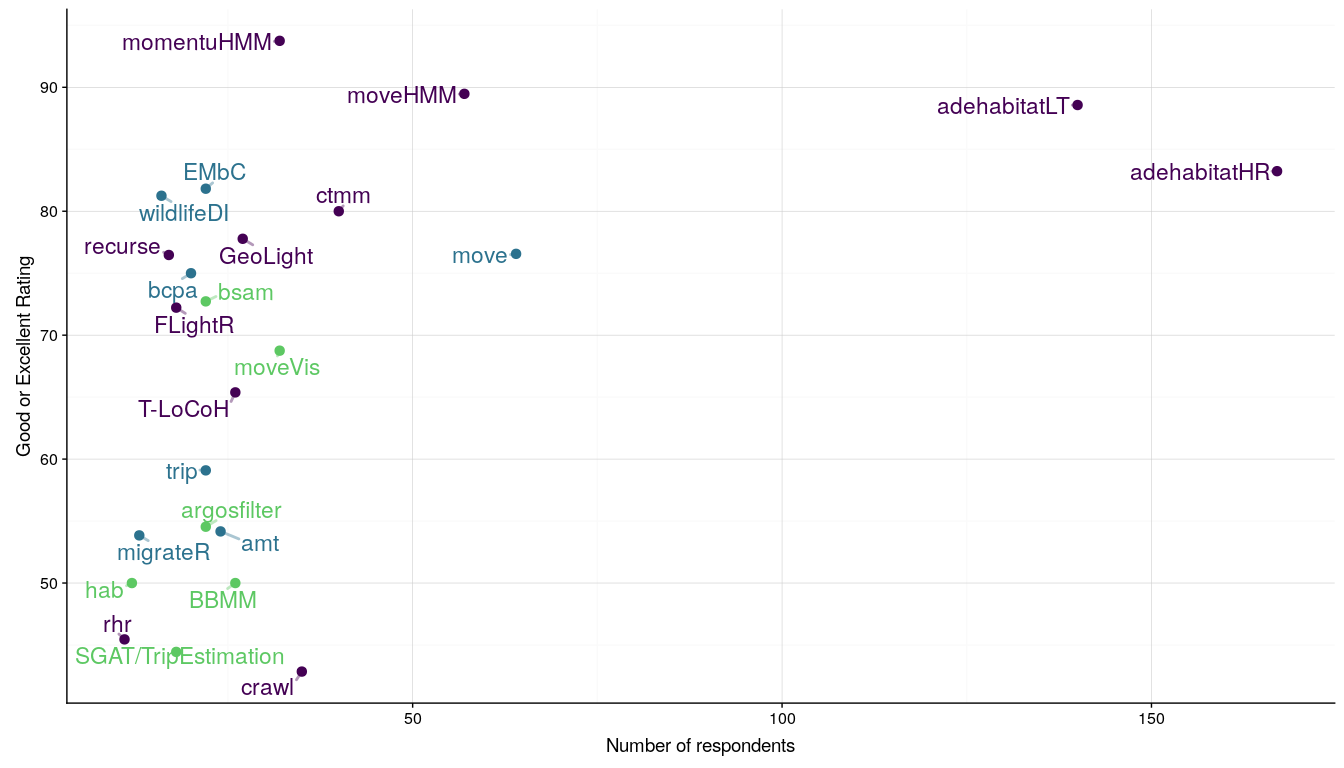 momentuHMM
90
moveHMM
adehabitatLT
EMbC
adehabitatHR
ctmm
80
wildlifeDI
recurse
GeoLight
move
bcpa
bsam
FLightR
70
moveVis
T-LoCoH
60
trip
argosfilter
amt
migrateR
50
hab
BBMM
rhr
SGAT/TripEstimation
crawl
Good or Excellent Rating
50
100
150
Number of respondents